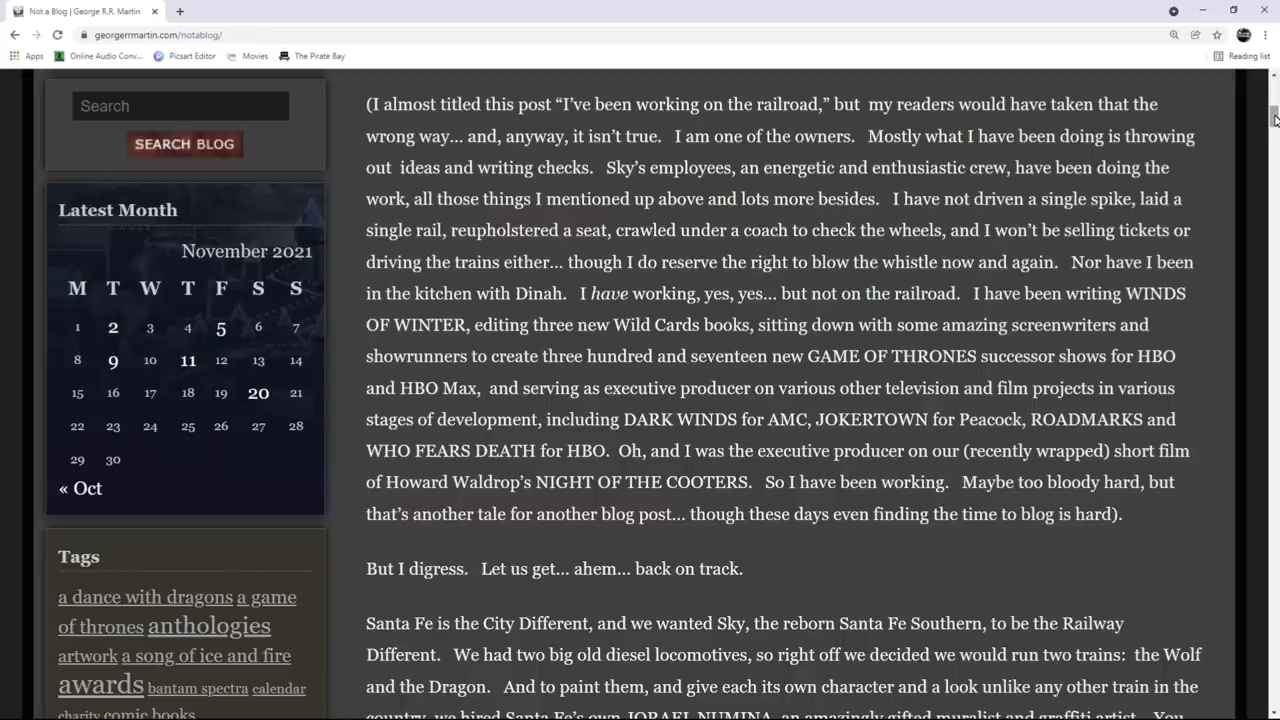 Not a Blog | George R.R. Martin
georgerrmartin.com/notablog/
Apps
Online Audio Conv...
Picsart Editor
Movies
The Pirate Bay
Reading list
Search
SEARCH BLOG
Latest Month
November 2021
M T W T F S S
1 2 3 4 5 6 7
8 9 10 11 12 13 14
15 16 17 18 19 20 21
22 23 24 25 26 27 28
29 30
« Oct
Tags
a dance with dragons a game
of thrones anthologies
artwork a song of ice and fire
awards bantam spectra calendar
charity comic books
(I almost titled this post “I’ve been working on the railroad,” but my readers would have taken that the
wrong way… and, anyway, it isn’t true. I am one of the owners. Mostly what I have been doing is throwing
out ideas and writing checks. Sky’s employees, an energetic and enthusiastic crew, have been doing the
work, all those things I mentioned up above and lots more besides. I have not driven a single spike, laid a
single rail, reupholstered a seat, crawled under a coach to check the wheels, and I won’t be selling tickets or
driving the trains either… though I do reserve the right to blow the whistle now and again. Nor have I been
in the kitchen with Dinah. I have working, yes, yes… but not on the railroad. I have been writing WINDS
OF WINTER, editing three new Wild Cards books, sitting down with some amazing screenwriters and
showrunners to create three hundred and seventeen new GAME OF THRONES successor shows for HBO
and HBO Max, and serving as executive producer on various other television and film projects in various
stages of development, including DARK WINDS for AMC, JOKERTOWN for Peacock, ROADMARKS and
WHO FEARS DEATH for HBO. Oh, and I was the executive producer on our (recently wrapped) short film
of Howard Waldrop’s NIGHT OF THE COOTERS. So I have been working. Maybe too bloody hard, but
that’s another tale for another blog post… though these days even finding the time to blog is hard).
But I digress. Let us get… ahem… back on track.
Santa Fe is the City Different, and we wanted Sky, the reborn Santa Fe Southern, to be the Railway
Different. We had two big old diesel locomotives, so right off we decided we would run two trains: the Wolf
and the Dragon. And to paint them, and give each its own character and a look unlike any other train in the
country, we hired Santa Fe’s own JORAEL NUMINA, an amazingly gifted muralist and graffiti artist. You